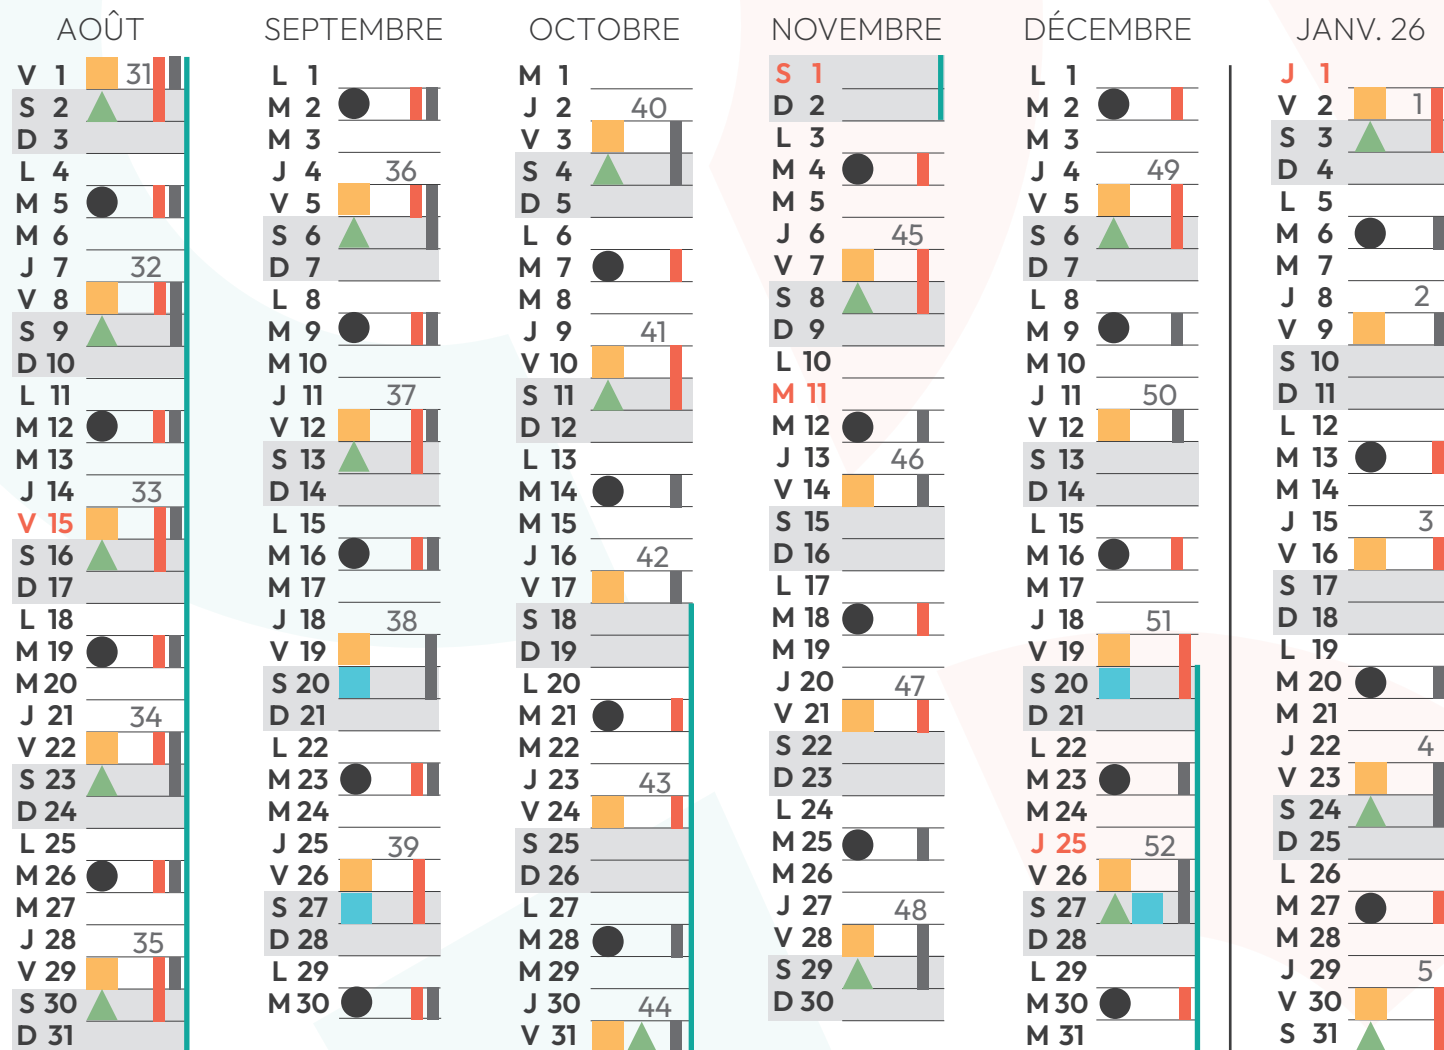 AOÛT
V 1 31
S 2
D 3
L 4
M 5
M 6
J 7 32
V 8
S 9
D 10
L 11
M 12
M 13
J 14 33
V 15
S 16
D 17
L 18
M 19
M 20
J 21 34
V 22
S 23
D 24
L 25
M 26
M 27
J 28 35
V 29
S 30
D 31
SEPTEMBRE
L 1
M 2
M 3
J 4 36
V 5
S 6
D 7
L 8
M 9
M 10
J 11 37
V 12
S 13
D 14
L 15
M 16
M 17
J 18 38
V 19
S 20
D 21
L 22
M 23
M 24
J 25 39
V 26
S 27
D 28
L 29
M 30
OCTOBRE
M 1
J 2 40
V 3
S 4
D 5
L 6
M 7
M 8
J 9 41
V 10
S 11
D 12
L 13
M 14
M 15
J 16 42
V 17
S 18
D 19
L 20
M 21
M 22
J 23 43
V 24
S 25
D 26
L 27
M 28
M 29
J 30 44
V 31
NOVEMBRE
S 1
D 2
L 3
M 4
M 5
J 6 45
V 7
S 8
D 9
L 10
M 11
M 12
J 13 46
V 14
S 15
D 16
L 17
M 18
M 19
J 20 47
V 21
S 22
D 23
L 24
M 25
M 26
J 27 48
V 28
S 29
D 30
DÉCEMBRE
L 1
M 2
M 3
J 4 49
V 5
S 6
D 7
L 8
M 9
M 10
J 11 50
V 12
S 13
D 14
L 15
M 16
M 17
J 18 51
V 19
S 20
D 21
L 22
M 23
M 24
J 25 52
V 26
S 27
D 28
L 29
M 30
M 31
JANV. 26
J 1
V 2 1
S 3
D 4
L 5
M 6
M 7
J 8 2
V 9
S 10
D 11
L 12
M 13
M 14
J 15 3
V 16
S 17
D 18
L 19
M 20
M 21
J 22 4
V 23
S 24
D 25
L 26
M 27
M 28
J 29 5
V 30
S 31